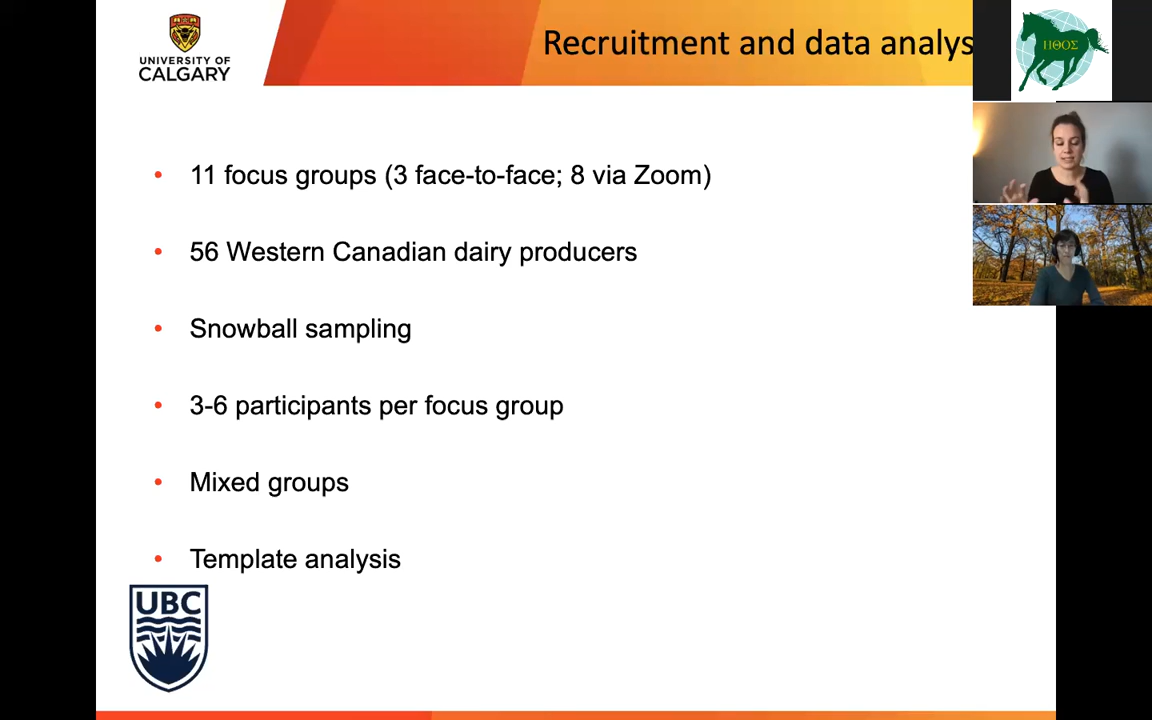 UNIVERSITY OF
CALGARY
Recruitment and data analys
ΠΘΟΣ
• 11 focus groups (3 face-to-face; 8 via Zoom)
• 56 Western Canadian dairy producers
• Snowball sampling
• 3-6 participants per focus group
• Mixed groups
• Template analysis
UBC